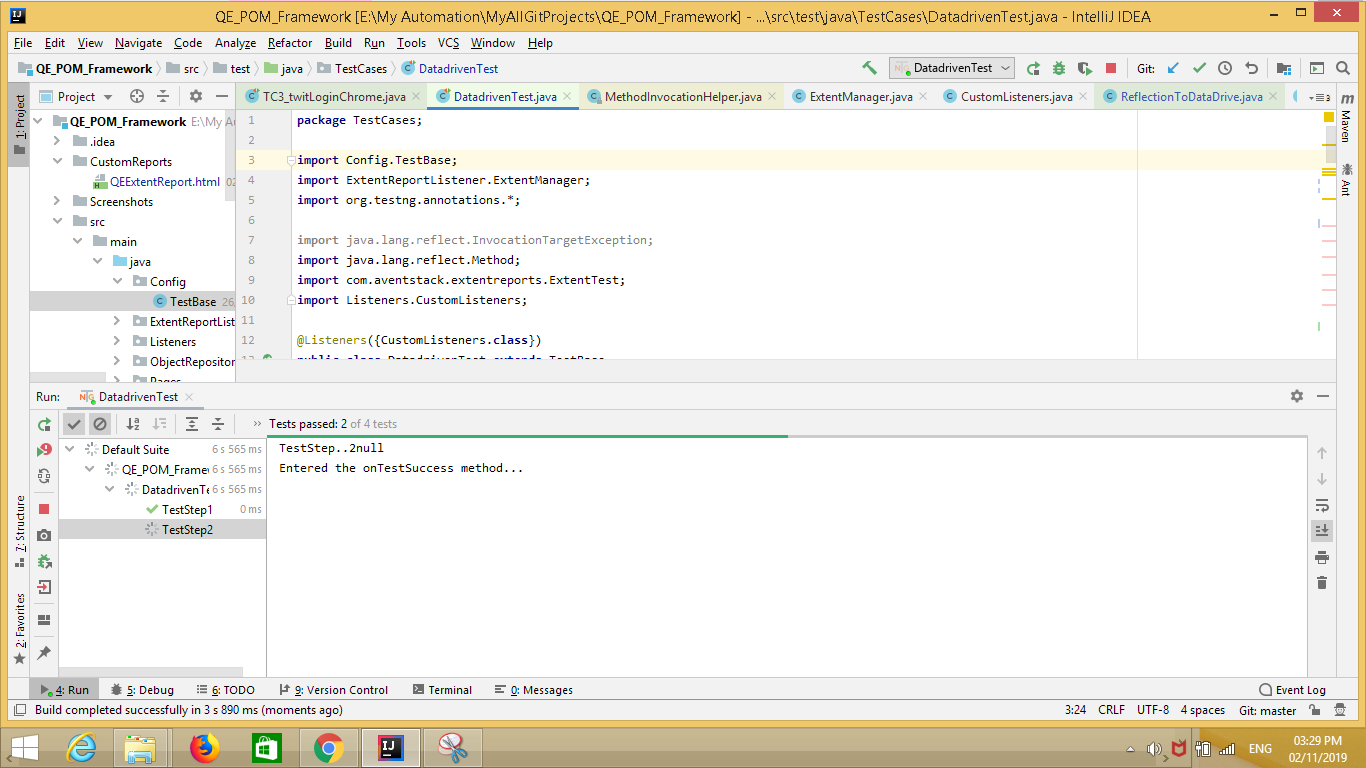 QE_POM_Framework [E:\My Automation\MyAllGitProjects\QE_POM_Framework] - ...\src\test\java\TestCases\DatadrivenTest.java - IntelliJ IDEA
File Edit View Navigate Code Analyze Refactor Build Run Tools VCS Window Help
QE_POM_Framework src test java TestCases DatadrivenTest DatadrivenTest Git:
1: Project Project TC3_twitLoginChrome.java DatadrivenTest.java MethodInvocationHelper.java ExtentManager.java CustomListeners.java ReflectionToDataDrive.java 3
QE_POM_Framework E:\My A
.idea
CustomReports
QEExtentReport.html 02
Screenshots
src
main
java
Config
TestBase 26
ExtentReportList
Listeners
ObjectRepositor
Pages
1 package TestCases;
2
3 import Config.TestBase;
4 import ExtentReportListener.ExtentManager;
5 import org.testng.annotations.*;
6
7 import java.lang.reflect.InvocationTargetException;
8 import java.lang.reflect.Method;
9 import com.aventstack.extentreports.ExtentTest;
10 import Listeners.CustomListeners;
11
12 @Listeners({CustomListeners.class})
13 public class DatadrivenTest extends TestBase
Maven
Ant
Run: DatadrivenTest
Tests passed: 2 of 4 tests
Default Suite 6 s 565 ms
QE_POM_Framew 6 s 565 ms
DatadrivenTe 6 s 565 ms
TestStep1 0 ms
TestStep2
TestStep..2null
Entered the onTestSuccess method...
7: Structure
2: Favorites
4: Run 5: Debug 6: TODO 9: Version Control Terminal 0: Messages Event Log
Build completed successfully in 3 s 890 ms (moments ago) 3:24 CRLF UTF-8 4 spaces Git: master
ENG 03:29 PM
02/11/2019